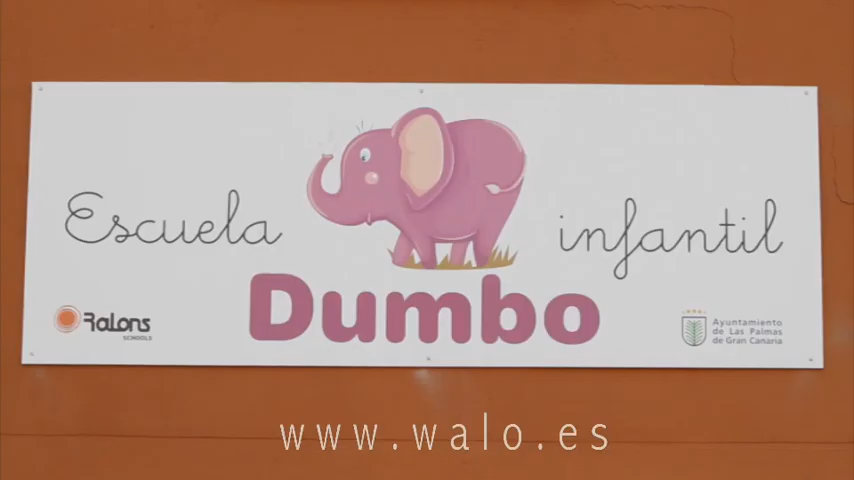 Escuela infantil
Dumbo
Ralons
SCHOOLS
Ayuntamiento
de Las Palmas
de Gran Canaria
www.walo.es